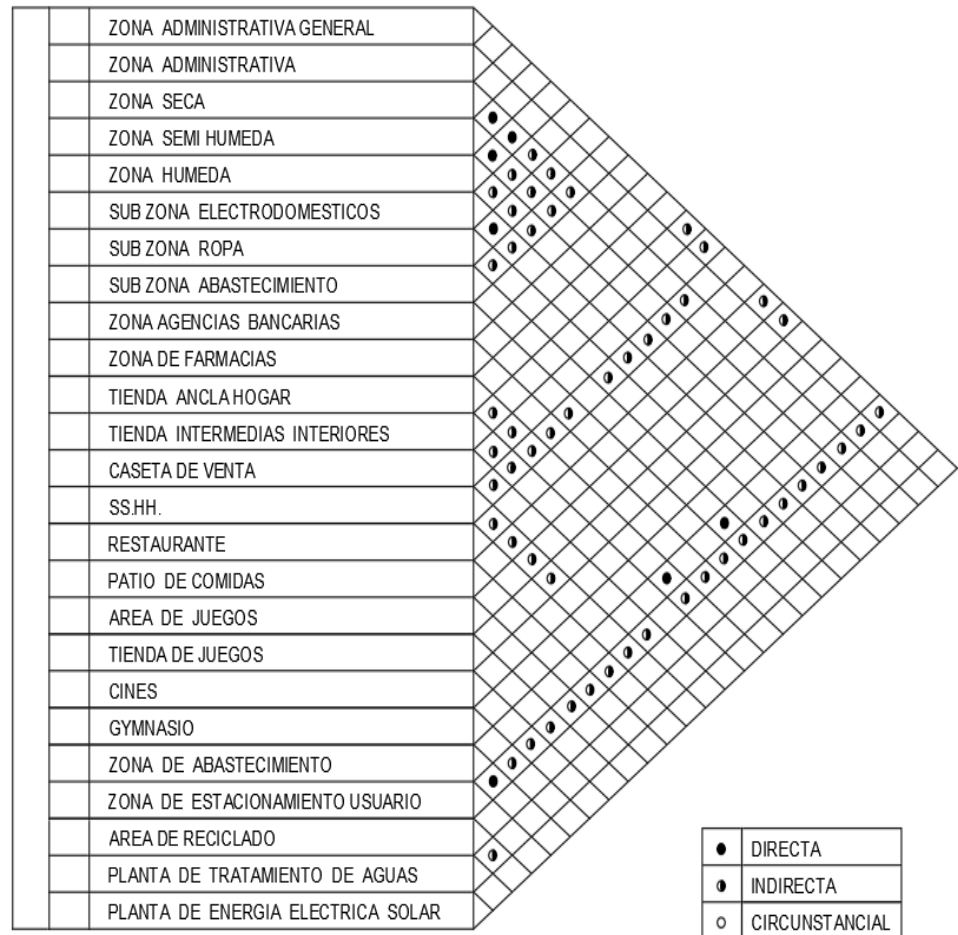 ZONA ADMINISTRATIVA GENERAL
ZONA ADMINISTRATIVA
ZONA SECA
ZONA SEMI HUMEDA
ZONA HUMEDA
SUB ZONA ELECTRODOMESTICOS
SUB ZONA ROPA
SUB ZONA ABASTECIMIENTO
ZONA AGENCIAS BANCARIAS
ZONA DE FARMACIAS
TIENDA ANCLA HOGAR
TIENDA INTERMEDIAS INTERIORES
CASETA DE VENTA
SS.HH.
RESTAURANTE
PATIO DE COMIDAS
AREA DE JUEGOS
TIENDA DE JUEGOS
CINES
GYMNASIO
ZONA DE ABASTECIMIENTO
ZONA DE ESTACIONAMIENTO USUARIO
AREA DE RECICLADO
PLANTA DE TRATAMIENTO DE AGUAS
PLANTA DE ENERGIA ELECTRICA SOLAR
DIRECTA
INDIRECTA
CIRCUNSTANCIAL